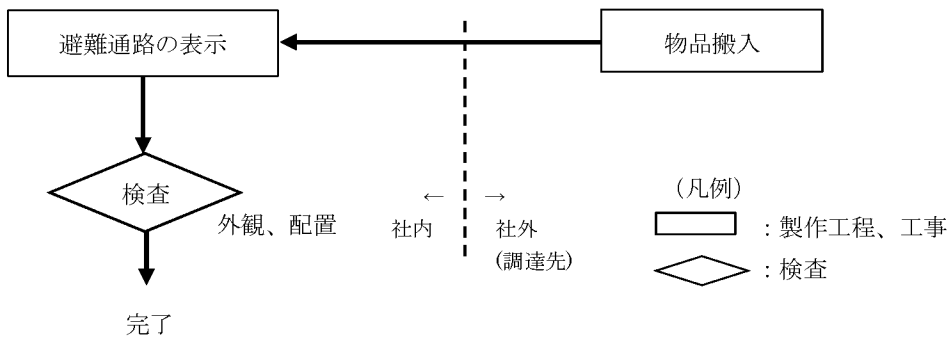 避難通路の表示
物品搬入
検査
外観、配置
←
社内
→
社外
(調達先)
(凡例)
：製作工程、工事
：検査
完了